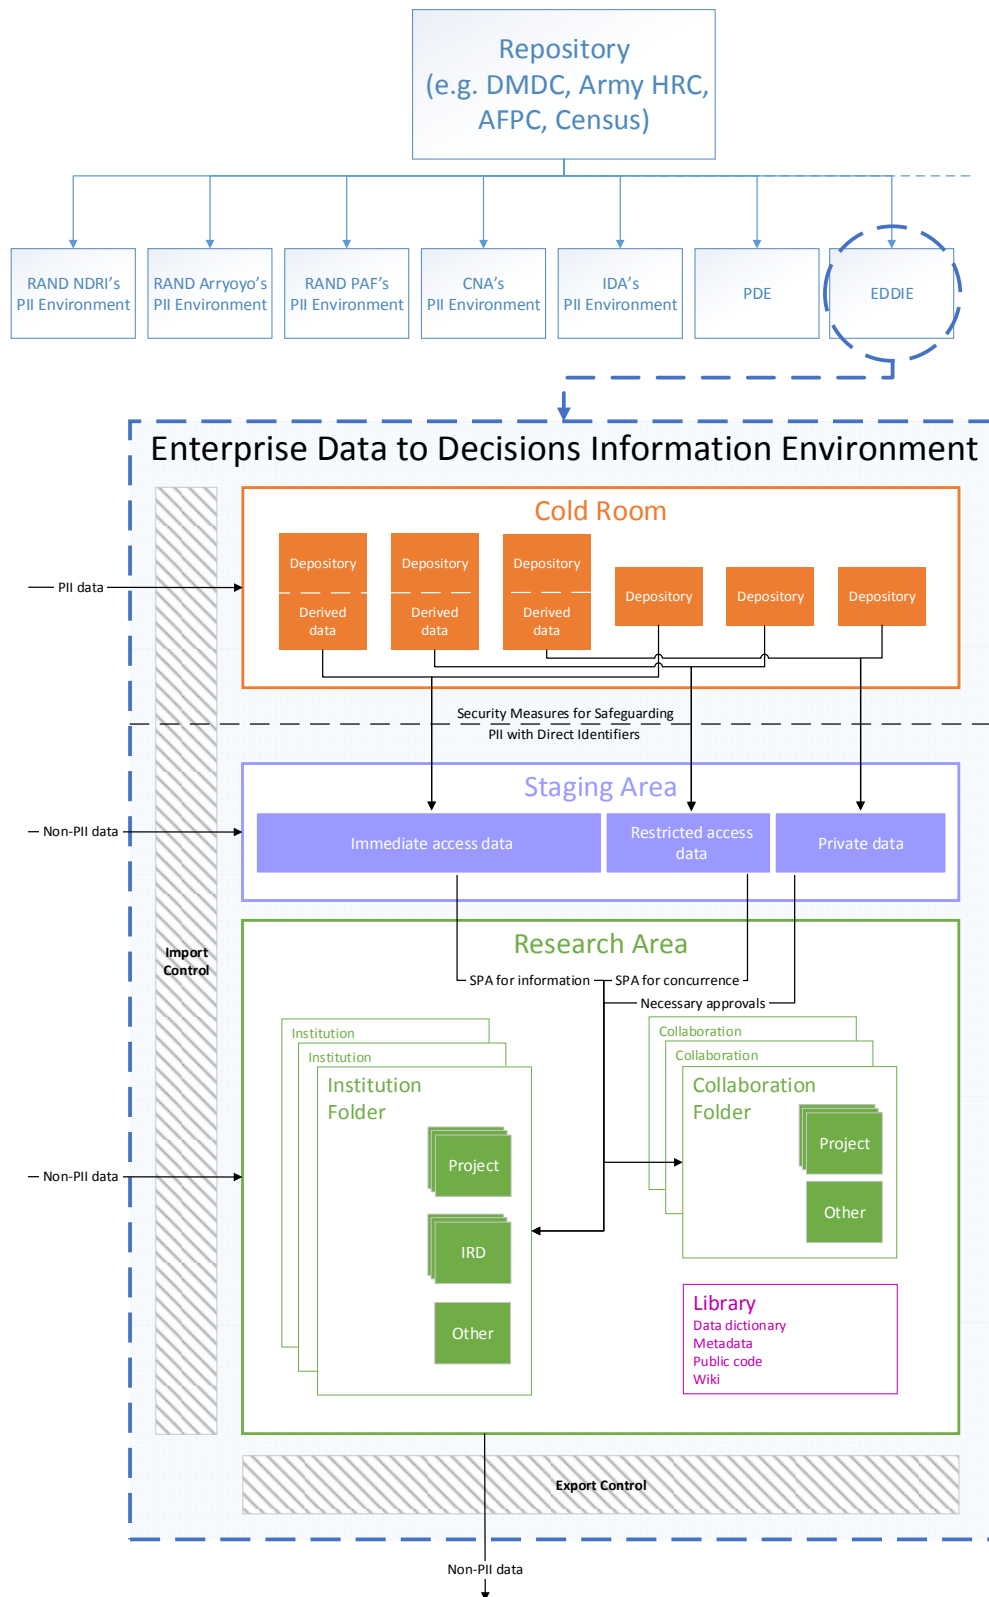 Repository
(e.g. DMDC, Army HRC,
AFPC, Census)
RAND NDRI's
PII Environment
RAND Arryoyo's
PII Environment
RAND PAF's
PII Environment
CNA's
PII Environment
IDA's
PII Environment
PDE
EDDIE
Enterprise Data to Decisions Information Environment
Cold Room
Depository
Derived
data
Depository
Derived
data
Depository
Derived
data
Depository
Depository
Depository
PII data
Security Measures for Safeguarding
PII with Direct Identifiers
Staging Area
Non-PII data
Immediate access data
Restricted access
data
Private data
Import
Control
Research Area
SPA for information
SPA for concurrence
Necessary approvals
Institution
Institution
Institution
Folder
Project
IRD
Other
Collaboration
Collaboration
Collaboration
Folder
Project
Other
Non-PII data
Library
Data dictionary
Metadata
Public code
Wiki
Export Control
Non-PII data